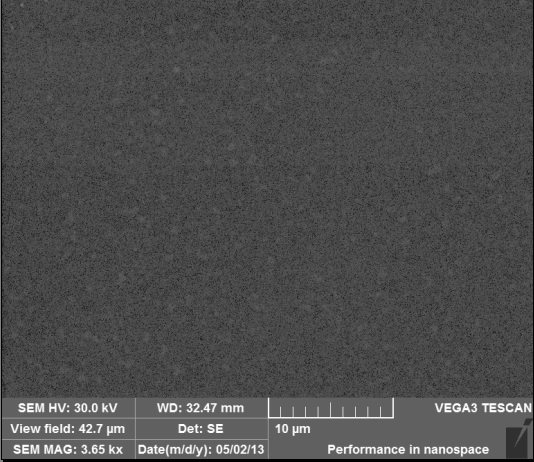 SEM HV: 30.0 kV WD: 32.47 mm VEGA3 TESCAN
View field: 42.7 µm Det: SE 10 µm
SEM MAG: 3.65 kx Date(m/d/y): 05/02/13 Performance in nanospace